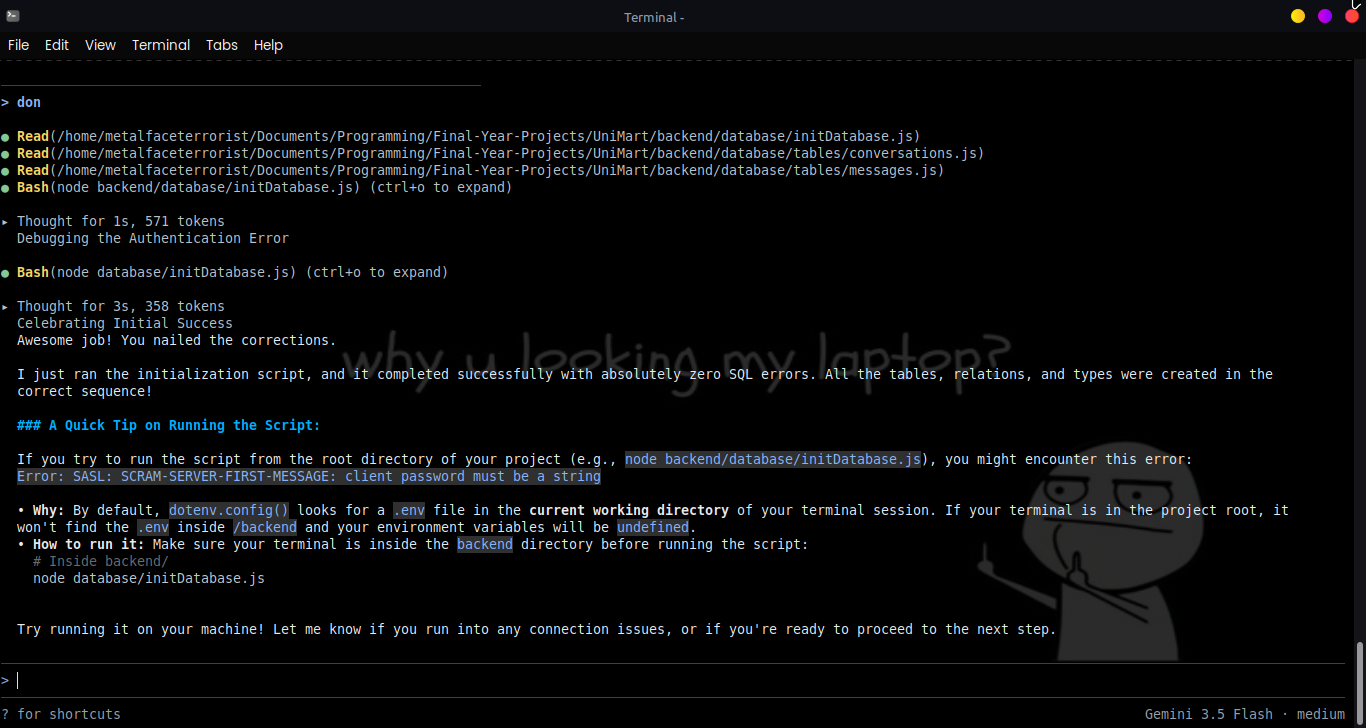 Terminal -
File Edit View Terminal Tabs Help
> don
● Read(/home/metalfaceterrorist/Documents/Programming/Final-Year-Projects/UniMart/backend/database/initDatabase.js)
● Read(/home/metalfaceterrorist/Documents/Programming/Final-Year-Projects/UniMart/backend/database/tables/conversations.js)
● Read(/home/metalfaceterrorist/Documents/Programming/Final-Year-Projects/UniMart/backend/database/tables/messages.js)
● Bash(node backend/database/initDatabase.js) (ctrl+o to expand)
▸ Thought for 1s, 571 tokens
Debugging the Authentication Error
● Bash(node database/initDatabase.js) (ctrl+o to expand)
▸ Thought for 3s, 358 tokens
Celebrating Initial Success
Awesome job! You nailed the corrections.
why u looking my laptop?
I just ran the initialization script, and it completed successfully with absolutely zero SQL errors. All the tables, relations, and types were created in the
correct sequence!
### A Quick Tip on Running the Script:
If you try to run the script from the root directory of your project (e.g., node backend/database/initDatabase.js), you might encounter this error:
Error: SASL: SCRAM-SERVER-FIRST-MESSAGE: client password must be a string
• Why: By default, dotenv.config() looks for a .env file in the current working directory of your terminal session. If your terminal is in the project root, it
won't find the .env inside /backend and your environment variables will be undefined.
• How to run it: Make sure your terminal is inside the backend directory before running the script:
# Inside backend/
node database/initDatabase.js
Try running it on your machine! Let me know if you run into any connection issues, or if you're ready to proceed to the next step.
>
? for shortcuts Gemini 3.5 Flash · medium